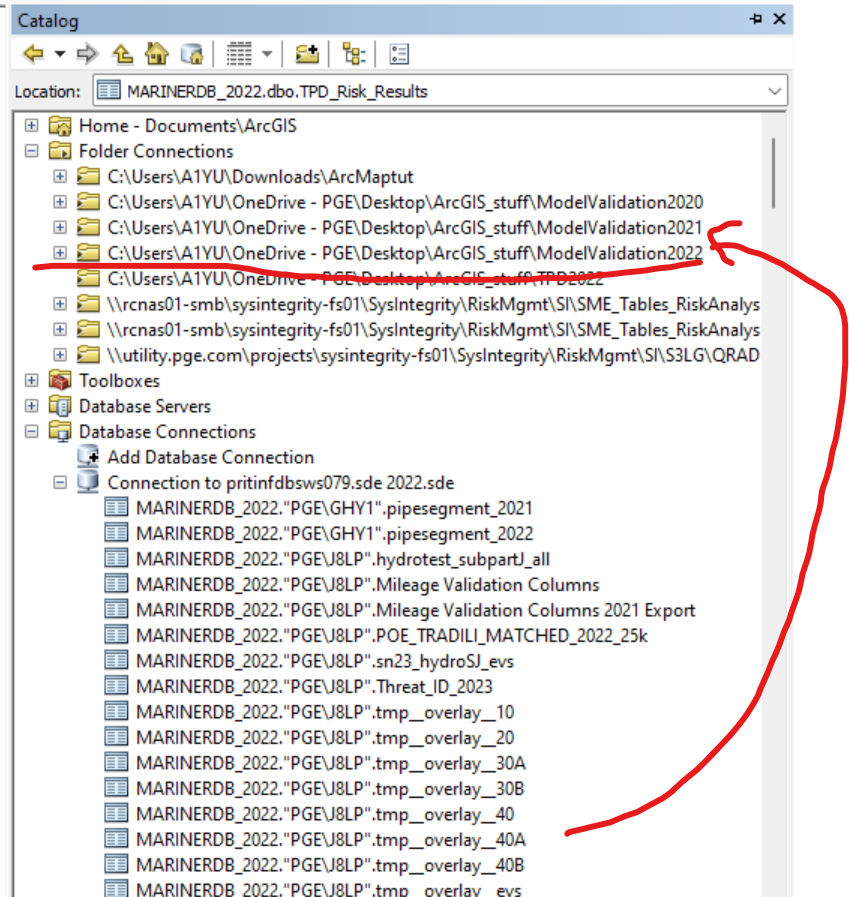 Catalog
Location: MARINERDB_2022.dbo.TPD_Risk_Results
Home - Documents\ArcGIS
Folder Connections
C:\Users\A1YU\Downloads\ArcMaptut
C:\Users\A1YU\OneDrive - PGE\Desktop\ArcGIS_stuff\ModelValidation2020
C:\Users\A1YU\OneDrive - PGE\Desktop\ArcGIS_stuff\ModelValidation2021
C:\Users\A1YU\OneDrive - PGE\Desktop\ArcGIS_stuff\ModelValidation2022
C:\Users\A1YU\OneDrive - PGE\Desktop\ArcGIS_stuff\TPD2022
\\rcnas01-smb\sysintegrity-fs01\SysIntegrity\RiskMgmt\SI\SME_Tables_RiskAnalys
\\rcnas01-smb\sysintegrity-fs01\SysIntegrity\RiskMgmt\SI\SME_Tables_RiskAnalys
\\utility.pge.com\projects\sysintegrity-fs01\SysIntegrity\RiskMgmt\SI\S3LG\QRAD
Toolboxes
Database Servers
Database Connections
Add Database Connection
Connection to pritinfdbsws079.sde 2022.sde
MARINERDB_2022."PGE\GHY1".pipesegment_2021
MARINERDB_2022."PGE\GHY1".pipesegment_2022
MARINERDB_2022."PGE\J8LP".hydrotest_subpartJ_all
MARINERDB_2022."PGE\J8LP".Mileage Validation Columns
MARINERDB_2022."PGE\J8LP".Mileage Validation Columns 2021 Export
MARINERDB_2022."PGE\J8LP".POE_TRADILI_MATCHED_2022_25k
MARINERDB_2022."PGE\J8LP".sn23_hydroSJ_evs
MARINERDB_2022."PGE\J8LP".Threat_ID_2023
MARINERDB_2022."PGE\J8LP".tmp__overlay__10
MARINERDB_2022."PGE\J8LP".tmp__overlay__20
MARINERDB_2022."PGE\J8LP".tmp__overlay__30A
MARINERDB_2022."PGE\J8LP".tmp__overlay__30B
MARINERDB_2022."PGE\J8LP".tmp__overlay__40
MARINERDB_2022."PGE\J8LP".tmp__overlay__40A
MARINERDB_2022."PGE\J8LP".tmp__overlay__40B
MARINERDB_2022."PGE\J8LP".tmp__overlay__evs